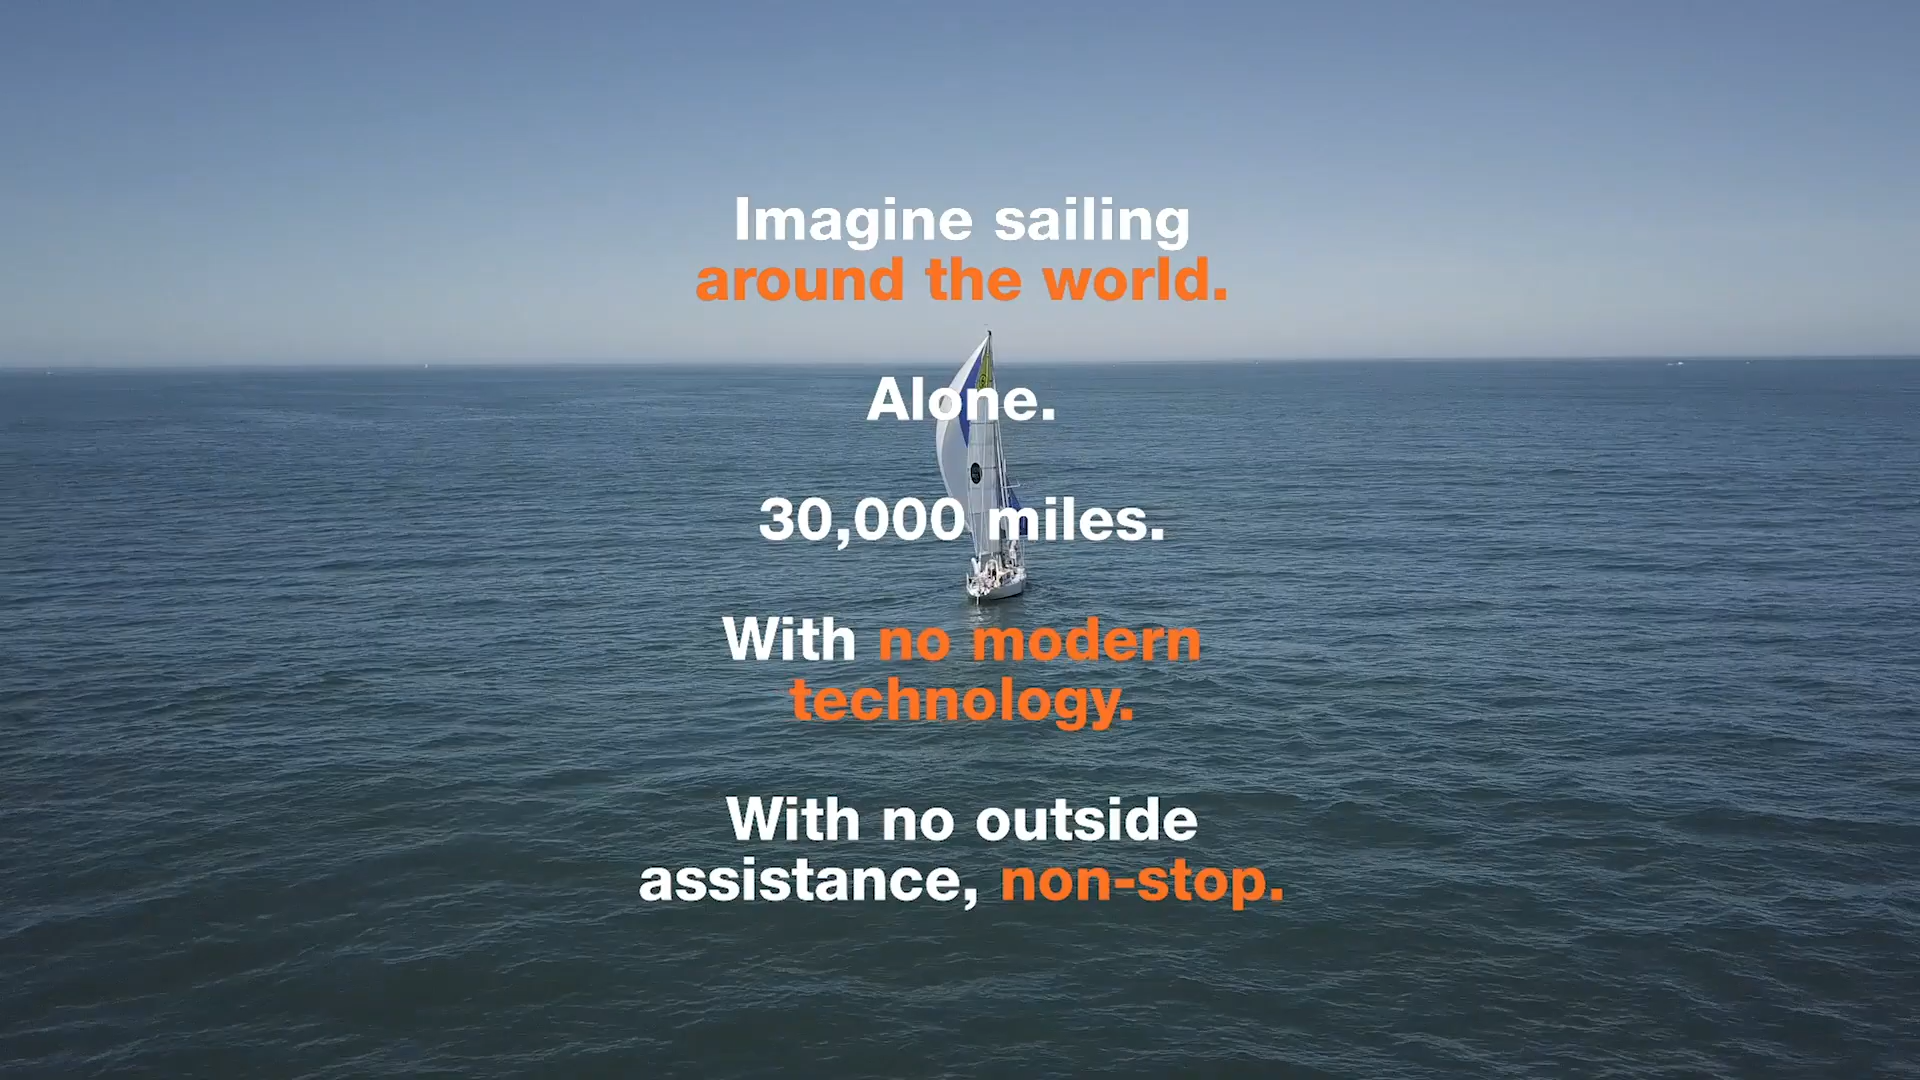 Imagine sailing
around the world.
Alone.
30,000 miles.
With no modern
technology.
With no outside
assistance, non-stop.